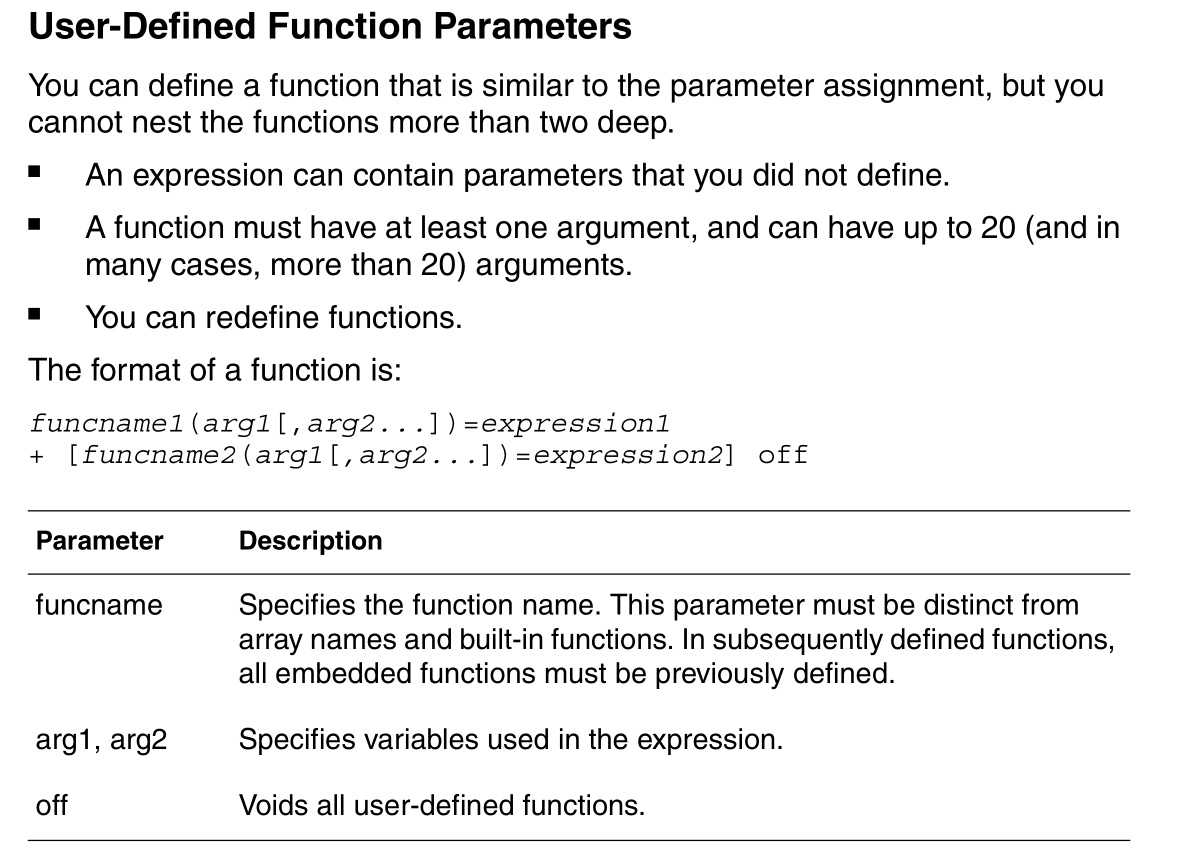 User-Defined Function Parameters
You can define a function that is similar to the parameter assignment, but you
cannot nest the functions more than two deep.
■ An expression can contain parameters that you did not define.
■ A function must have at least one argument, and can have up to 20 (and in
many cases, more than 20) arguments.
■ You can redefine functions.
The format of a function is:
funcname1(arg1[,arg2...])=expression1
+ [funcname2(arg1[,arg2...])=expression2] off
Parameter Description
funcname Specifies the function name. This parameter must be distinct from
array names and built-in functions. In subsequently defined functions,
all embedded functions must be previously defined.
arg1, arg2 Specifies variables used in the expression.
off Voids all user-defined functions.